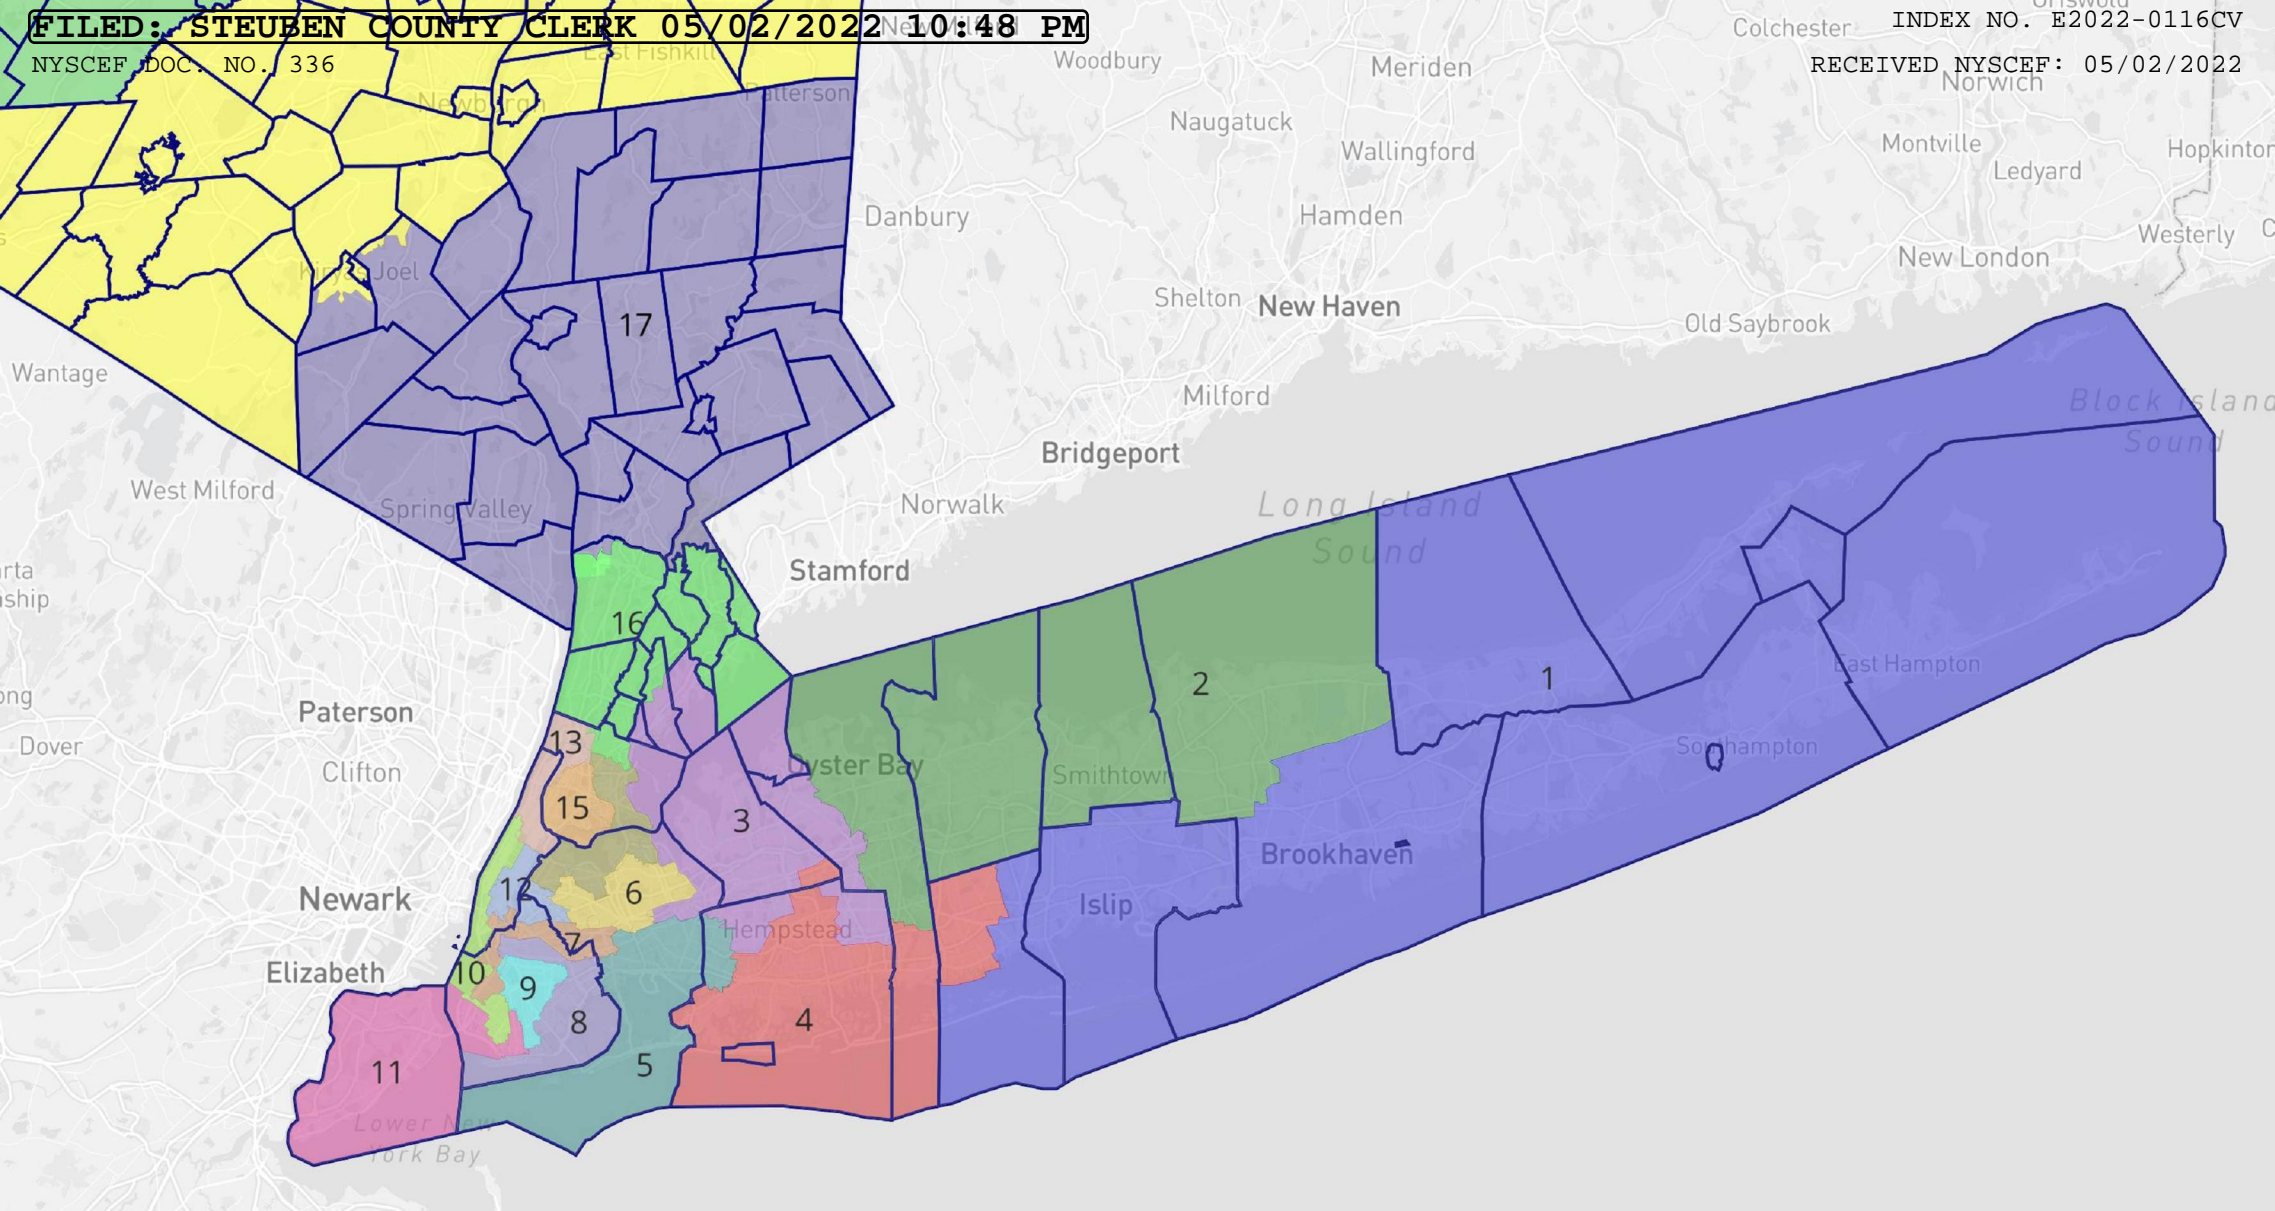 FILED: STEUBEN COUNTY CLERK 05/02/2022 10:48 PM
INDEX NO. E2022-0116CV
NYSCEF DOC. NO. 336
RECEIVED NYSCEF: 05/02/2022
New Milford
Colchester
Griswold
East Fishkill
Woodbury
Meriden
Norwich
Newburgh
Patterson
Naugatuck
Wallingford
Montville
Ledyard
Hopkinton
Danbury
Hamden
Westerly
Kiryas Joel
New London
Shelton
New Haven
17
Old Saybrook
Wantage
Milford
Block Island
Sound
Bridgeport
West Milford
Spring Valley
Norwalk
Long Island
Sound
Stamford
16
2
1
East Hampton
Paterson
Dover
13
Clifton
Oyster Bay
Smithtown
Southampton
15
3
Brookhaven
Newark
12
6
Islip
7
Hempstead
Elizabeth
10
9
8
4
5
11
Lower New
York Bay